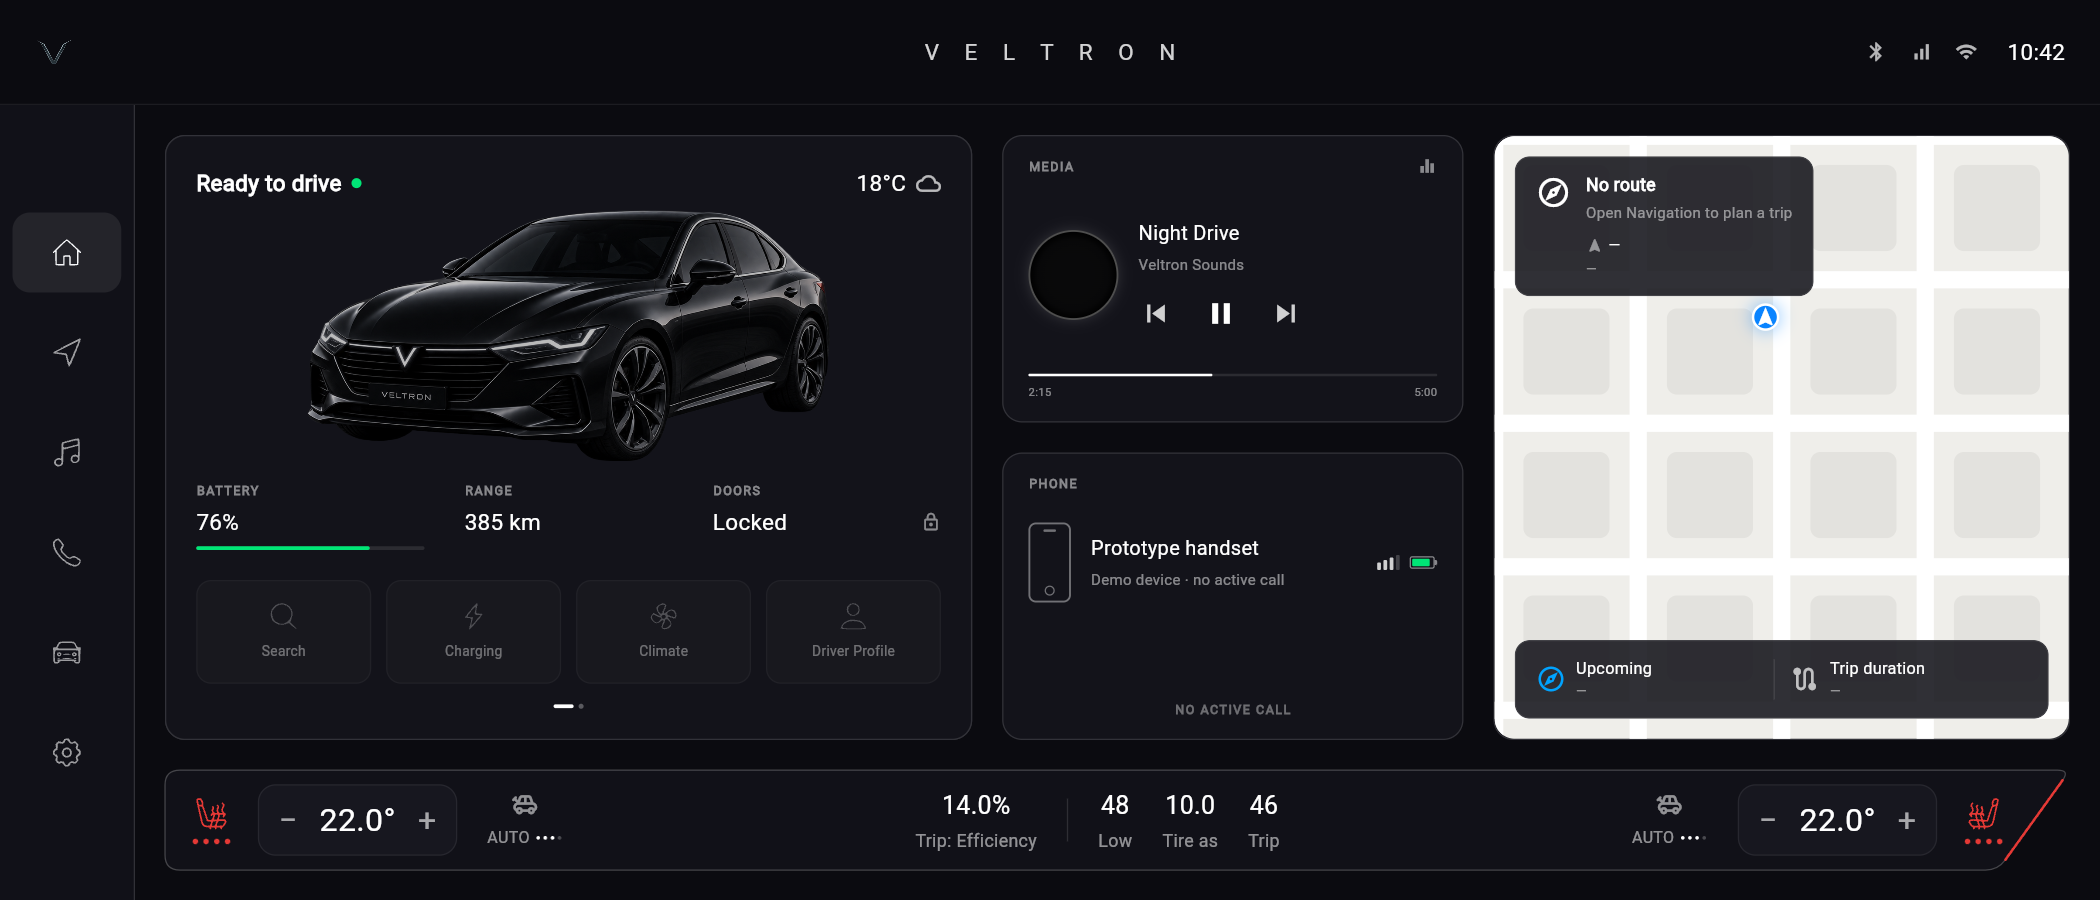 VELTRON
10:42
Ready to drive
18°C
VELTRON
BATTERY
76%
RANGE
385 km
DOORS
Locked
Search
Charging
Climate
Driver Profile
MEDIA
Night Drive
Veltron Sounds
2:15
5:00
PHONE
Prototype handset
Demo device · no active call
NO ACTIVE CALL
No route
Open Navigation to plan a trip
–
–
Upcoming
–
Trip duration
–
− 22.0° +
AUTO
14.0%
Trip: Efficiency
48
Low
10.0
Tire as
46
Trip
AUTO
− 22.0° +